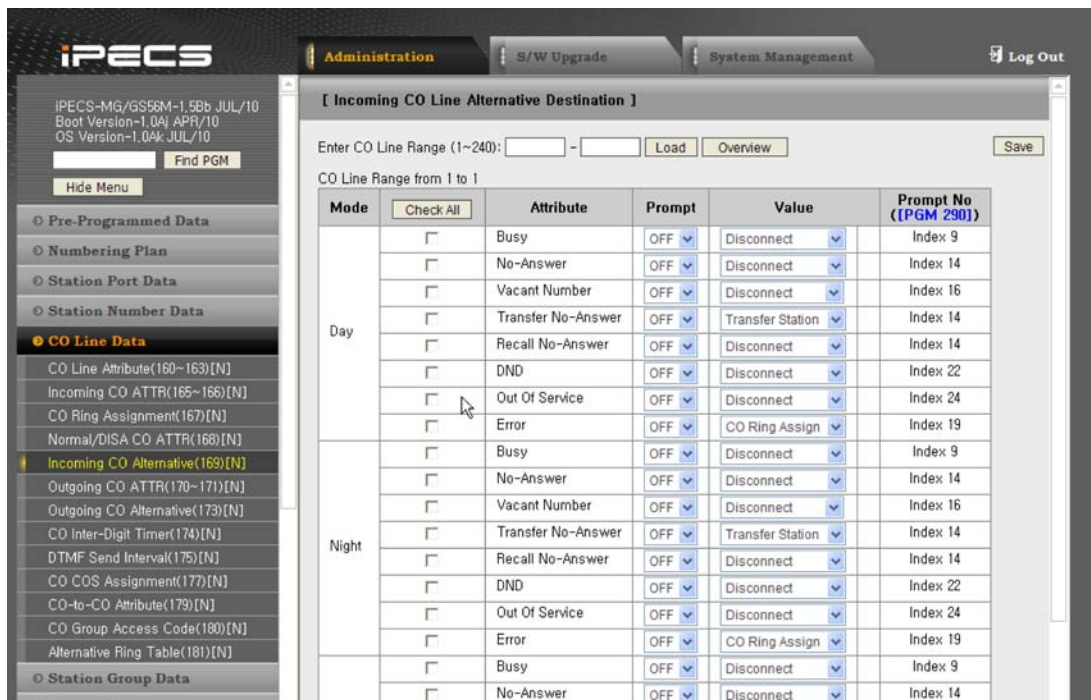 iPECS
Administration
S/W Upgrade
System Management
Log Out
iPECS-MG/GS56M-1,5Bb JUL/10
Boot Version-1,0Aj APR/10
OS Version-1,0Ak JUL/10
Find PGM
Hide Menu
Pre-Programmed Data
Numbering Plan
Station Port Data
Station Number Data
CO Line Data
CO Line Attribute(160~163)[N]
Incoming CO ATTR(165~166)[N]
CO Ring Assignment(167)[N]
Normal/DISA CO ATTR(168)[N]
Incoming CO Alternative(169)[N]
Outgoing CO ATTR(170~171)[N]
Outgoing CO Alternative(173)[N]
CO Inter-Digit Timer(174)[N]
DTMF Send Interval(175)[N]
CO COS Assignment(177)[N]
CO-to-CO Attribute(179)[N]
CO Group Access Code(180)[N]
Alternative Ring Table(181)[N]
Station Group Data
[ Incoming CO Line Alternative Destination ]
Enter CO Line Range (1~240): - Load Overview Save
CO Line Range from 1 to 1
Mode Check All Attribute Prompt Value Prompt No ([PGM 290])
Day
Busy OFF Disconnect Index 9
No-Answer OFF Disconnect Index 14
Vacant Number OFF Disconnect Index 16
Transfer No-Answer OFF Transfer Station Index 14
Recall No-Answer OFF Disconnect Index 14
DND OFF Disconnect Index 22
Out Of Service OFF Disconnect Index 24
Error OFF CO Ring Assign Index 19
Night
Busy OFF Disconnect Index 9
No-Answer OFF Disconnect Index 14
Vacant Number OFF Disconnect Index 16
Transfer No-Answer OFF Transfer Station Index 14
Recall No-Answer OFF Disconnect Index 14
DND OFF Disconnect Index 22
Out Of Service OFF Disconnect Index 24
Error OFF CO Ring Assign Index 19
Busy OFF Disconnect Index 9
No-Answer OFF Disconnect Index 14